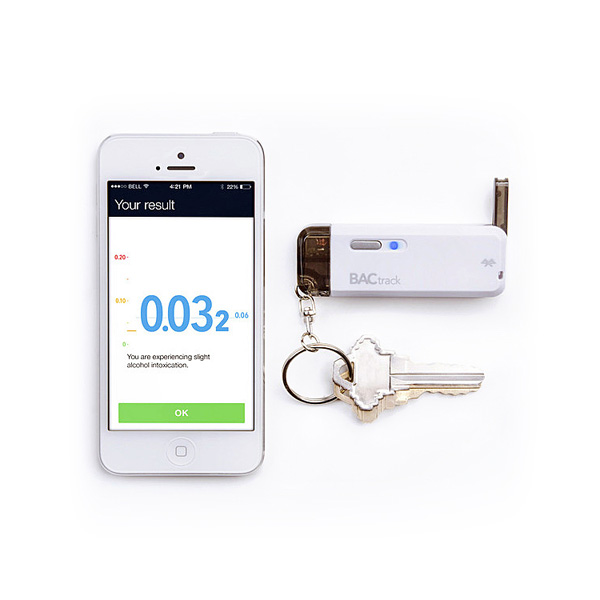 BELL 4:21 PM 22%
Your result
0.20
0.10
0.032 0.06
0
You are experiencing slight
alcohol intoxication.
OK
BACtrack